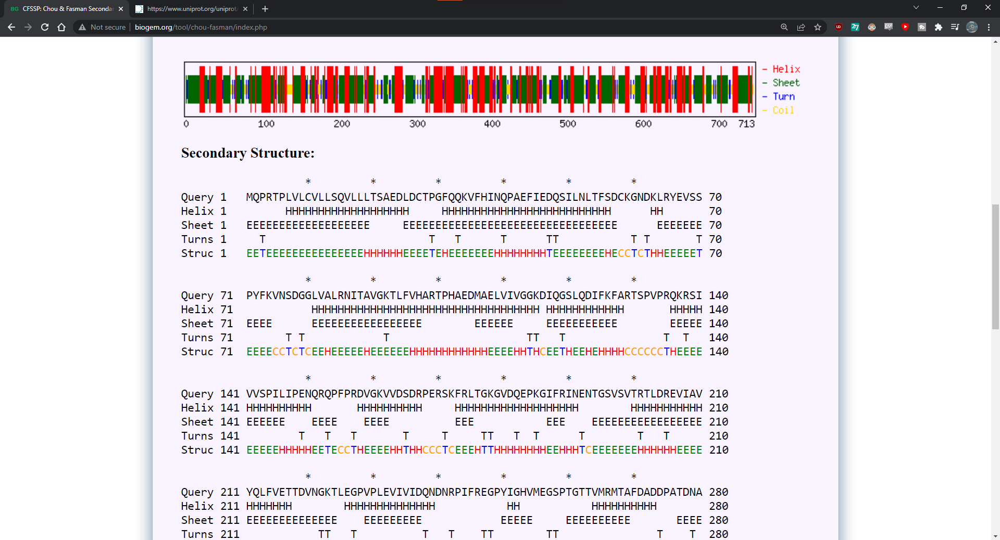 BG CFSSP: Chou & Fasman Secondar
https://www.uniprot.org/uniprot/
Not secure biogem.org/tool/chou-fasman/index.php
- Helix
- Sheet
- Turn
- Coil
0 100 200 300 400 500 600 700 713
Secondary Structure:
* * * * * *
Query 1 MQPRTPLVLCVLLSQVLLLTSAEDLDCTPGFQQKVFHINQPAEFIEDQSILNLTFSDCKGNDKLRYEVSS 70
Helix 1 HHHHHHHHHHHHHHHHHHH HHHHHHHHHHHHHHHHHHHHHHHHHH HH 70
Sheet 1 EEEEEEEEEEEEEEEEEEE EEEEEEEEEEEEEEEEEEEEEEEEEEEEEEEEE EEEEEEE 70
Turns 1 T T T T TT T T T 70
Struc 1 EETEEEEEEEEEEEEEEEHHHHHHEEEETEHEEEEEEEHHHHHHHHTEEEEEEEEHECCTCTHHEEEEET 70
* * * * * *
Query 71 PYFKVNSDGGLVALRNITAVGKTLFVHARTPHAEDMAELVIVGGKDIQGSLQDIFKFARTSPVPRQKRSI 140
Helix 71 HHHHHHHHHHHHHHHHHHHHHHHHHHHHHHHHHHH HHHHHHHHHHHH HHHHH 140
Sheet 71 EEEE EEEEEEEEEEEEEEEEE EEEEEE EEEEEEEEEEE EEEEE 140
Turns 71 T T T TT T T T 140
Struc 71 EEEECCTCTCEEHEEEEEHEEEEEEHHHHHHHHHHHHEEEEHHTHCEETHEEHEHHHHCCCCCCTHEEEE 140
* * * * * *
Query 141 VVSPILIPENQRQPFPRDVGKVVDSDRPERSKFRLTGKGVDQEPKGIFRINENTGSVSVTRTLDREVIAV 210
Helix 141 HHHHHHHHHH HHHHHHHHHH HHHHHHHHHHHHHHHHHHH HHHHHHHHHHH 210
Sheet 141 EEEEEE EEEE EEEE EEE EEE EEEEEEEEEEEEEEEEE 210
Turns 141 T T T T T TT T T T T T 210
Struc 141 EEEEEHHHHHEETECCTHEEEEHHTHHCCCTCEEEHTTHHHHHHHHEEHHHTCEEEEEEEHHHHHHEEEE 210
* * * * * *
Query 211 YQLFVETTDVNGKTLEGPVPLEVIVIDQNDNRPIFREGPYIGHVMEGSPTGTTVMRMTAFDADDPATDNA 280
Helix 211 HHHHHHH HHHHHHHHHHHHHH HH HHHHHHHHHH 280
Sheet 211 EEEEEEEEEEEEEE EEEEEEEEE EEEEE EEEEEEEEEE EEEE 280
Turns 211 TT T T T TT TT T T 280